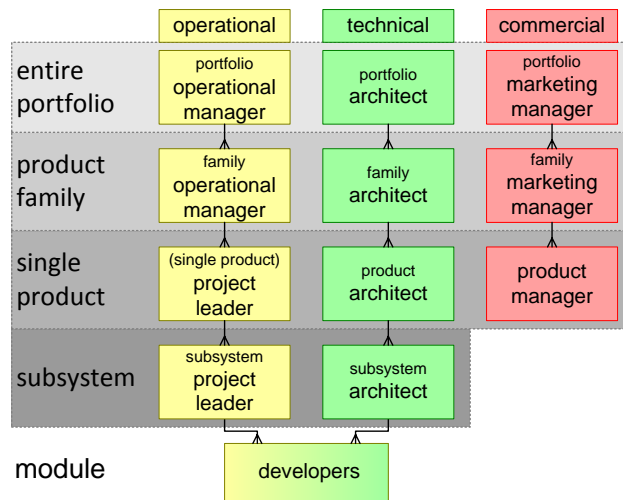 operational
technical
commercial
entire
portfolio
portfolio
operational
manager
portfolio
architect
portfolio
marketing
manager
product
family
family
operational
manager
family
architect
family
marketing
manager
single
product
(single product)
project
leader
product
architect
product
manager
subsystem
subsystem
project
leader
subsystem
architect
module
developers